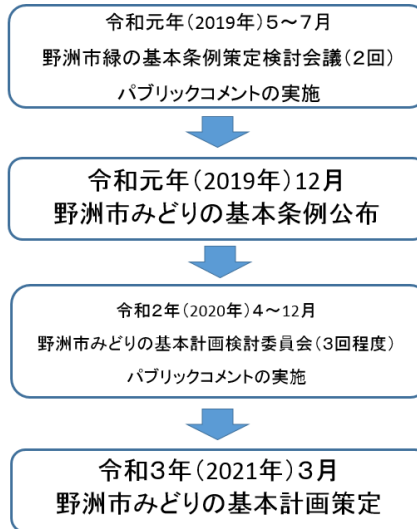 令和元年(2019年)5～7月
野洲市緑の基本条例策定検討会議(2回)
パブリックコメントの実施
令和元年(2019年)12月
野洲市みどりの基本条例公布
令和2年(2020年)4～12月
野洲市みどりの基本計画検討委員会(3回程度)
パブリックコメントの実施
令和3年(2021年)3月
野洲市みどりの基本計画策定